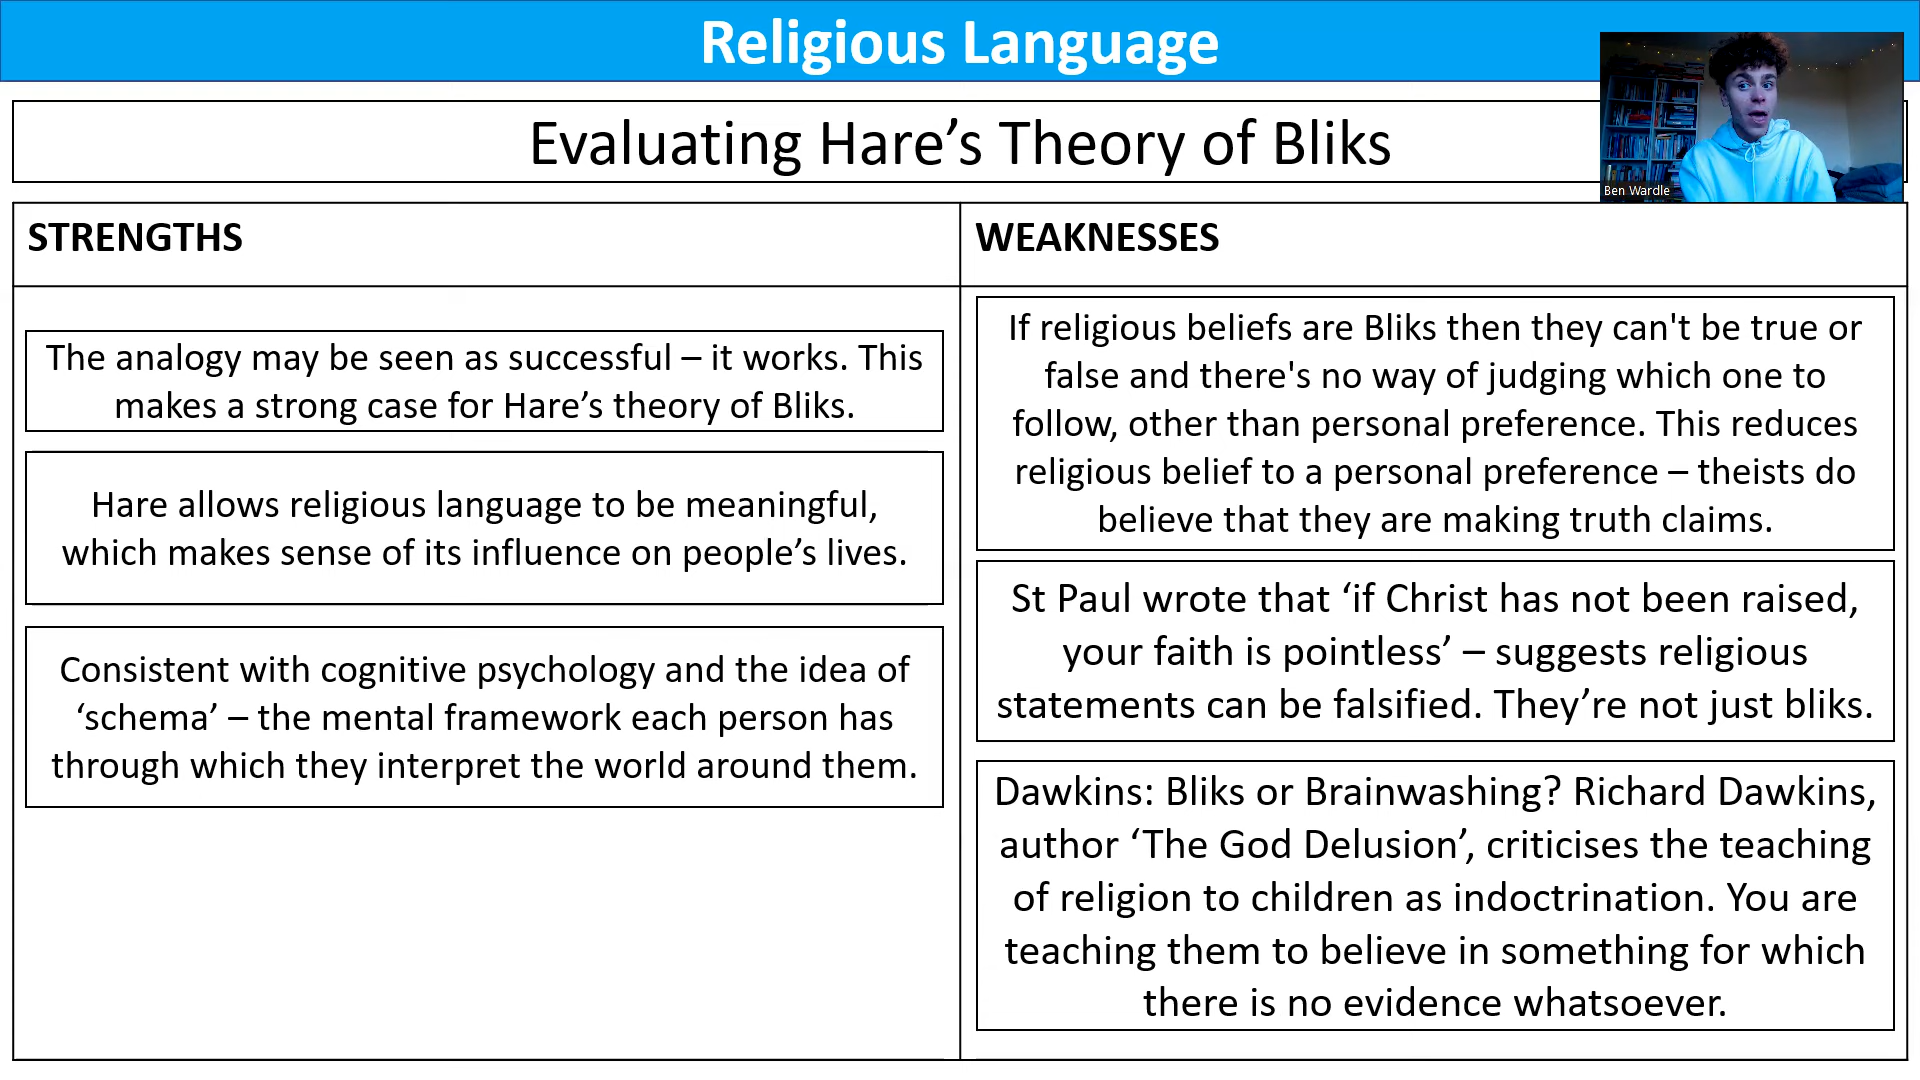 Religious Language
Evaluating Hare’s Theory of Bliks
Ben Wardle
STRENGTHS
The analogy may be seen as successful – it works. This
makes a strong case for Hare’s theory of Bliks.
Hare allows religious language to be meaningful,
which makes sense of its influence on people’s lives.
Consistent with cognitive psychology and the idea of
‘schema’ – the mental framework each person has
through which they interpret the world around them.
WEAKNESSES
If religious beliefs are Bliks then they can't be true or
false and there's no way of judging which one to
follow, other than personal preference. This reduces
religious belief to a personal preference – theists do
believe that they are making truth claims.
St Paul wrote that ‘if Christ has not been raised,
your faith is pointless’ – suggests religious
statements can be falsified. They’re not just bliks.
Dawkins: Bliks or Brainwashing? Richard Dawkins,
author ‘The God Delusion’, criticises the teaching
of religion to children as indoctrination. You are
teaching them to believe in something for which
there is no evidence whatsoever.